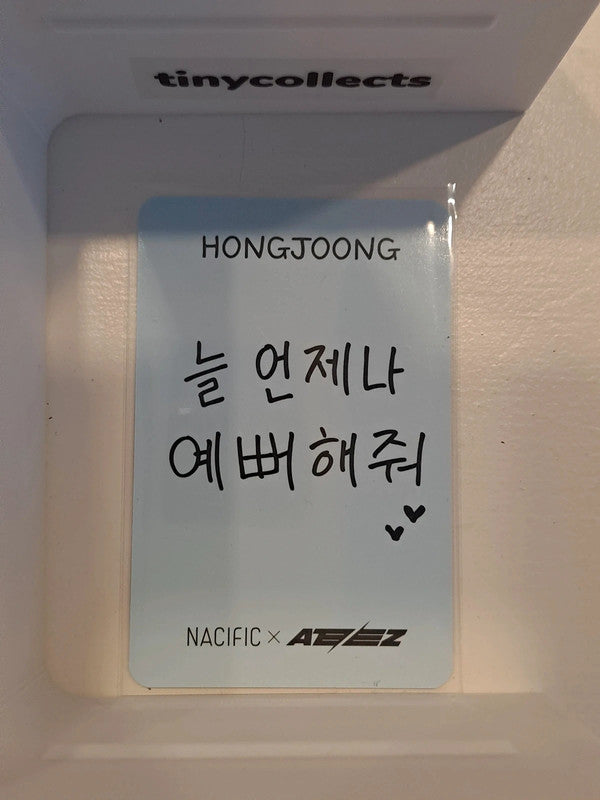 tinycollects
HONGJOONG
늘 언제나
예뻐해줘
NACIFIC × ATEEZ